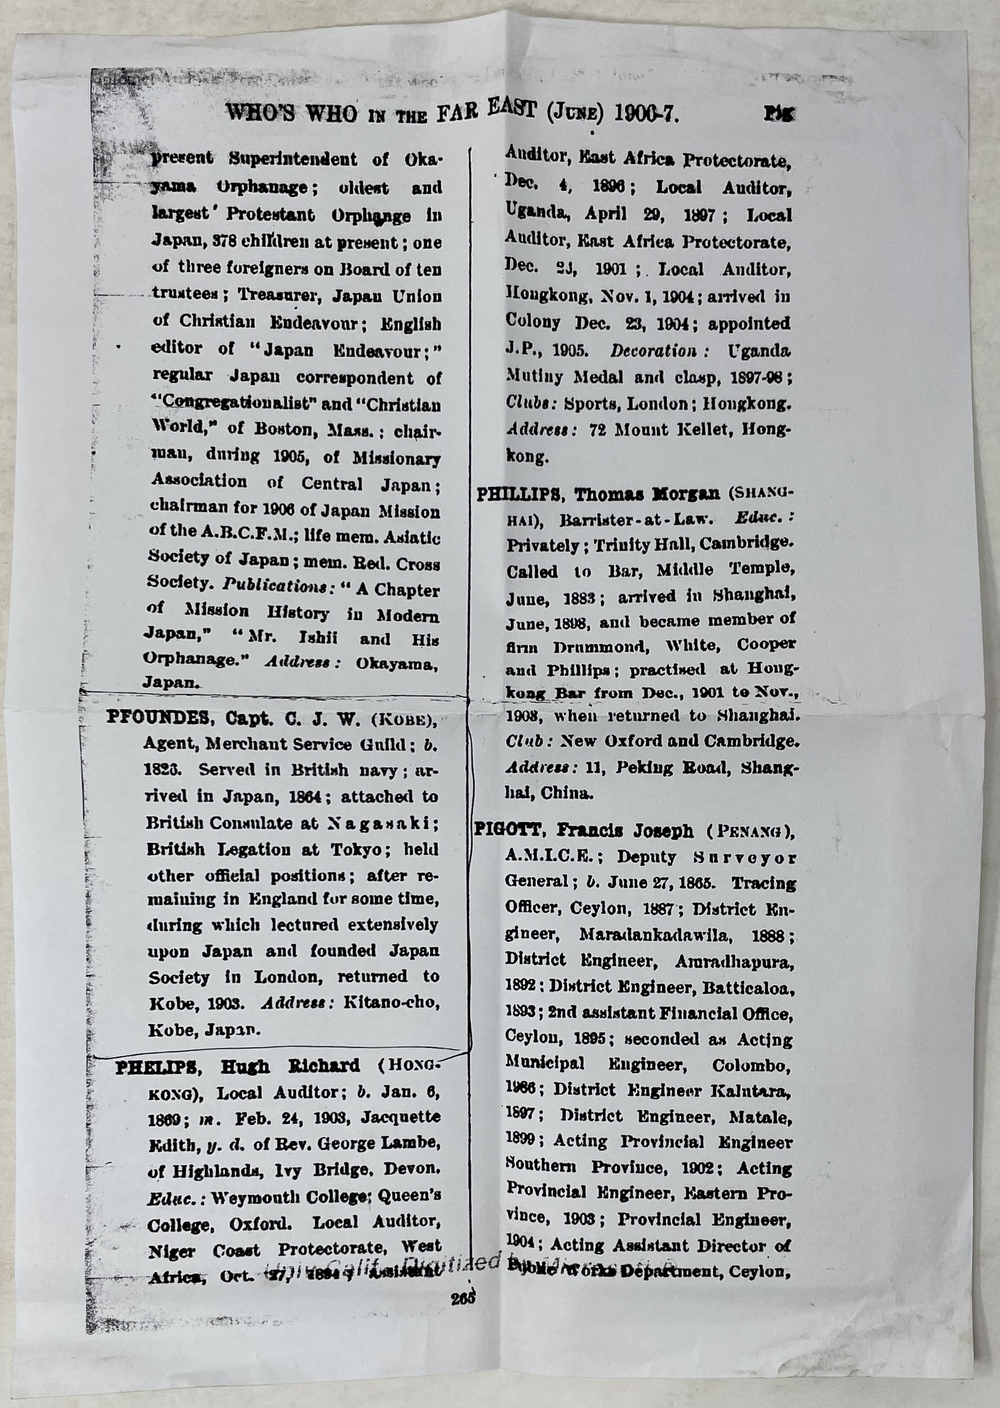 WHO'S WHO IN THE FAR EAST (JUNE) 1906-7.
Pig
present Superintendent of Oka-
yama Orphanage; oldest and
largest Protestant Orphange in
Japan, 378 children at present; one
of three foreigners on Board of ten
trustees; Treasurer, Japan Union
of Christian Endeavour; English
editor of "Japan Endeavour;"
regular Japan correspondent of
"Congregationalist" and "Christian
World," of Boston, Mass.; chair-
man, during 1905, of Missionary
Association of Central Japan;
chairman for 1906 of Japan Mission
of the A.B.C.F.M.; life mem. Asiatic
Society of Japan; mem. Red. Cross
Society. Publications: "A Chapter
of Mission History in Modern
Japan," "Mr. Ishii and His
Orphanage." Address: Okayama,
Japan.
PFOUNDES, Capt. C. J. W. (KOBE),
Agent, Merchant Service Guild; b.
Served in British navy; ar-
rived in Japan, 1864; attached to
British Consulate at Nagasaki;
British Legation at Tokyo; held
other official positions; after re-
maining in England for some time,
during which lectured extensively
upon Japan and founded Japan
Society in London, returned to
Kobe, 1903. Address: Kitano-cho,
Kobe, Japan.
PHELIPS, Hugh Richard (HONG-
KONG), Local Auditor; b. Jan. 6,
1869; m. Feb. 24, 1903, Jacquette
Edith, y. d. of Rev. George Lambe,
of Highlands, Ivy Bridge, Devon.
Educ.: Weymouth College; Queen's
College, Oxford. Local Auditor,
Niger Coast Protectorate, West
Africa, Oct. 27, 1894; Assistant
Auditor, East Africa Protectorate,
Dec. 4, 1896; Local Auditor,
Uganda, April 29, 1897; Local
Auditor, East Africa Protectorate,
Dec. 1901; Local Auditor,
Hongkong, Nov. 1, 1904; arrived in
Colony Dec. 23, 1904; appointed
J.P., 1905. Decoration: Uganda
Mutiny Medal and clasp, 1897-98;
Clubs: Sports, London; Hongkong.
Address: 72 Mount Kellet, Hong-
kong.
PHILLIPS, Thomas Morgan (SHANG-
HAI), Barrister-at-Law. Educ.:
Privately; Trinity Hall, Cambridge.
Called to Bar, Middle Temple,
June, 1883; arrived in Shanghai,
June, 1898, and became member of
firm Drummond, White, Cooper
and Phillips; practised at Hong-
kong Bar from Dec., 1901 to Nov.,
1903, when returned to Shanghai.
Club: New Oxford and Cambridge.
Address: 11, Peking Road, Shang-
hai, China.
PIGOTT, Francis Joseph (PENANG),
A.M.I.C.E.; Deputy Surveyor
General; b. June 27, 1865. Tracing
Officer, Ceylon, 1887; District En-
gineer, Maradankadawila, 1888;
District Engineer, Amradhapura,
1892; District Engineer, Batticaloa,
1893; 2nd assistant Financial Office,
Ceylon, 1895; seconded as Acting
Municipal Engineer, Colombo,
District Engineer Kalutara,
1897; District Engineer, Matale,
1899; Acting Provincial Engineer
Southern Province, 1902; Acting
Provincial Engineer, Eastern Pro-
vince, 1903; Provincial Engineer,
1904; Acting Assistant Director of
Public Works Department, Ceylon,
Univ Calif - Digitized by Microsoft
265